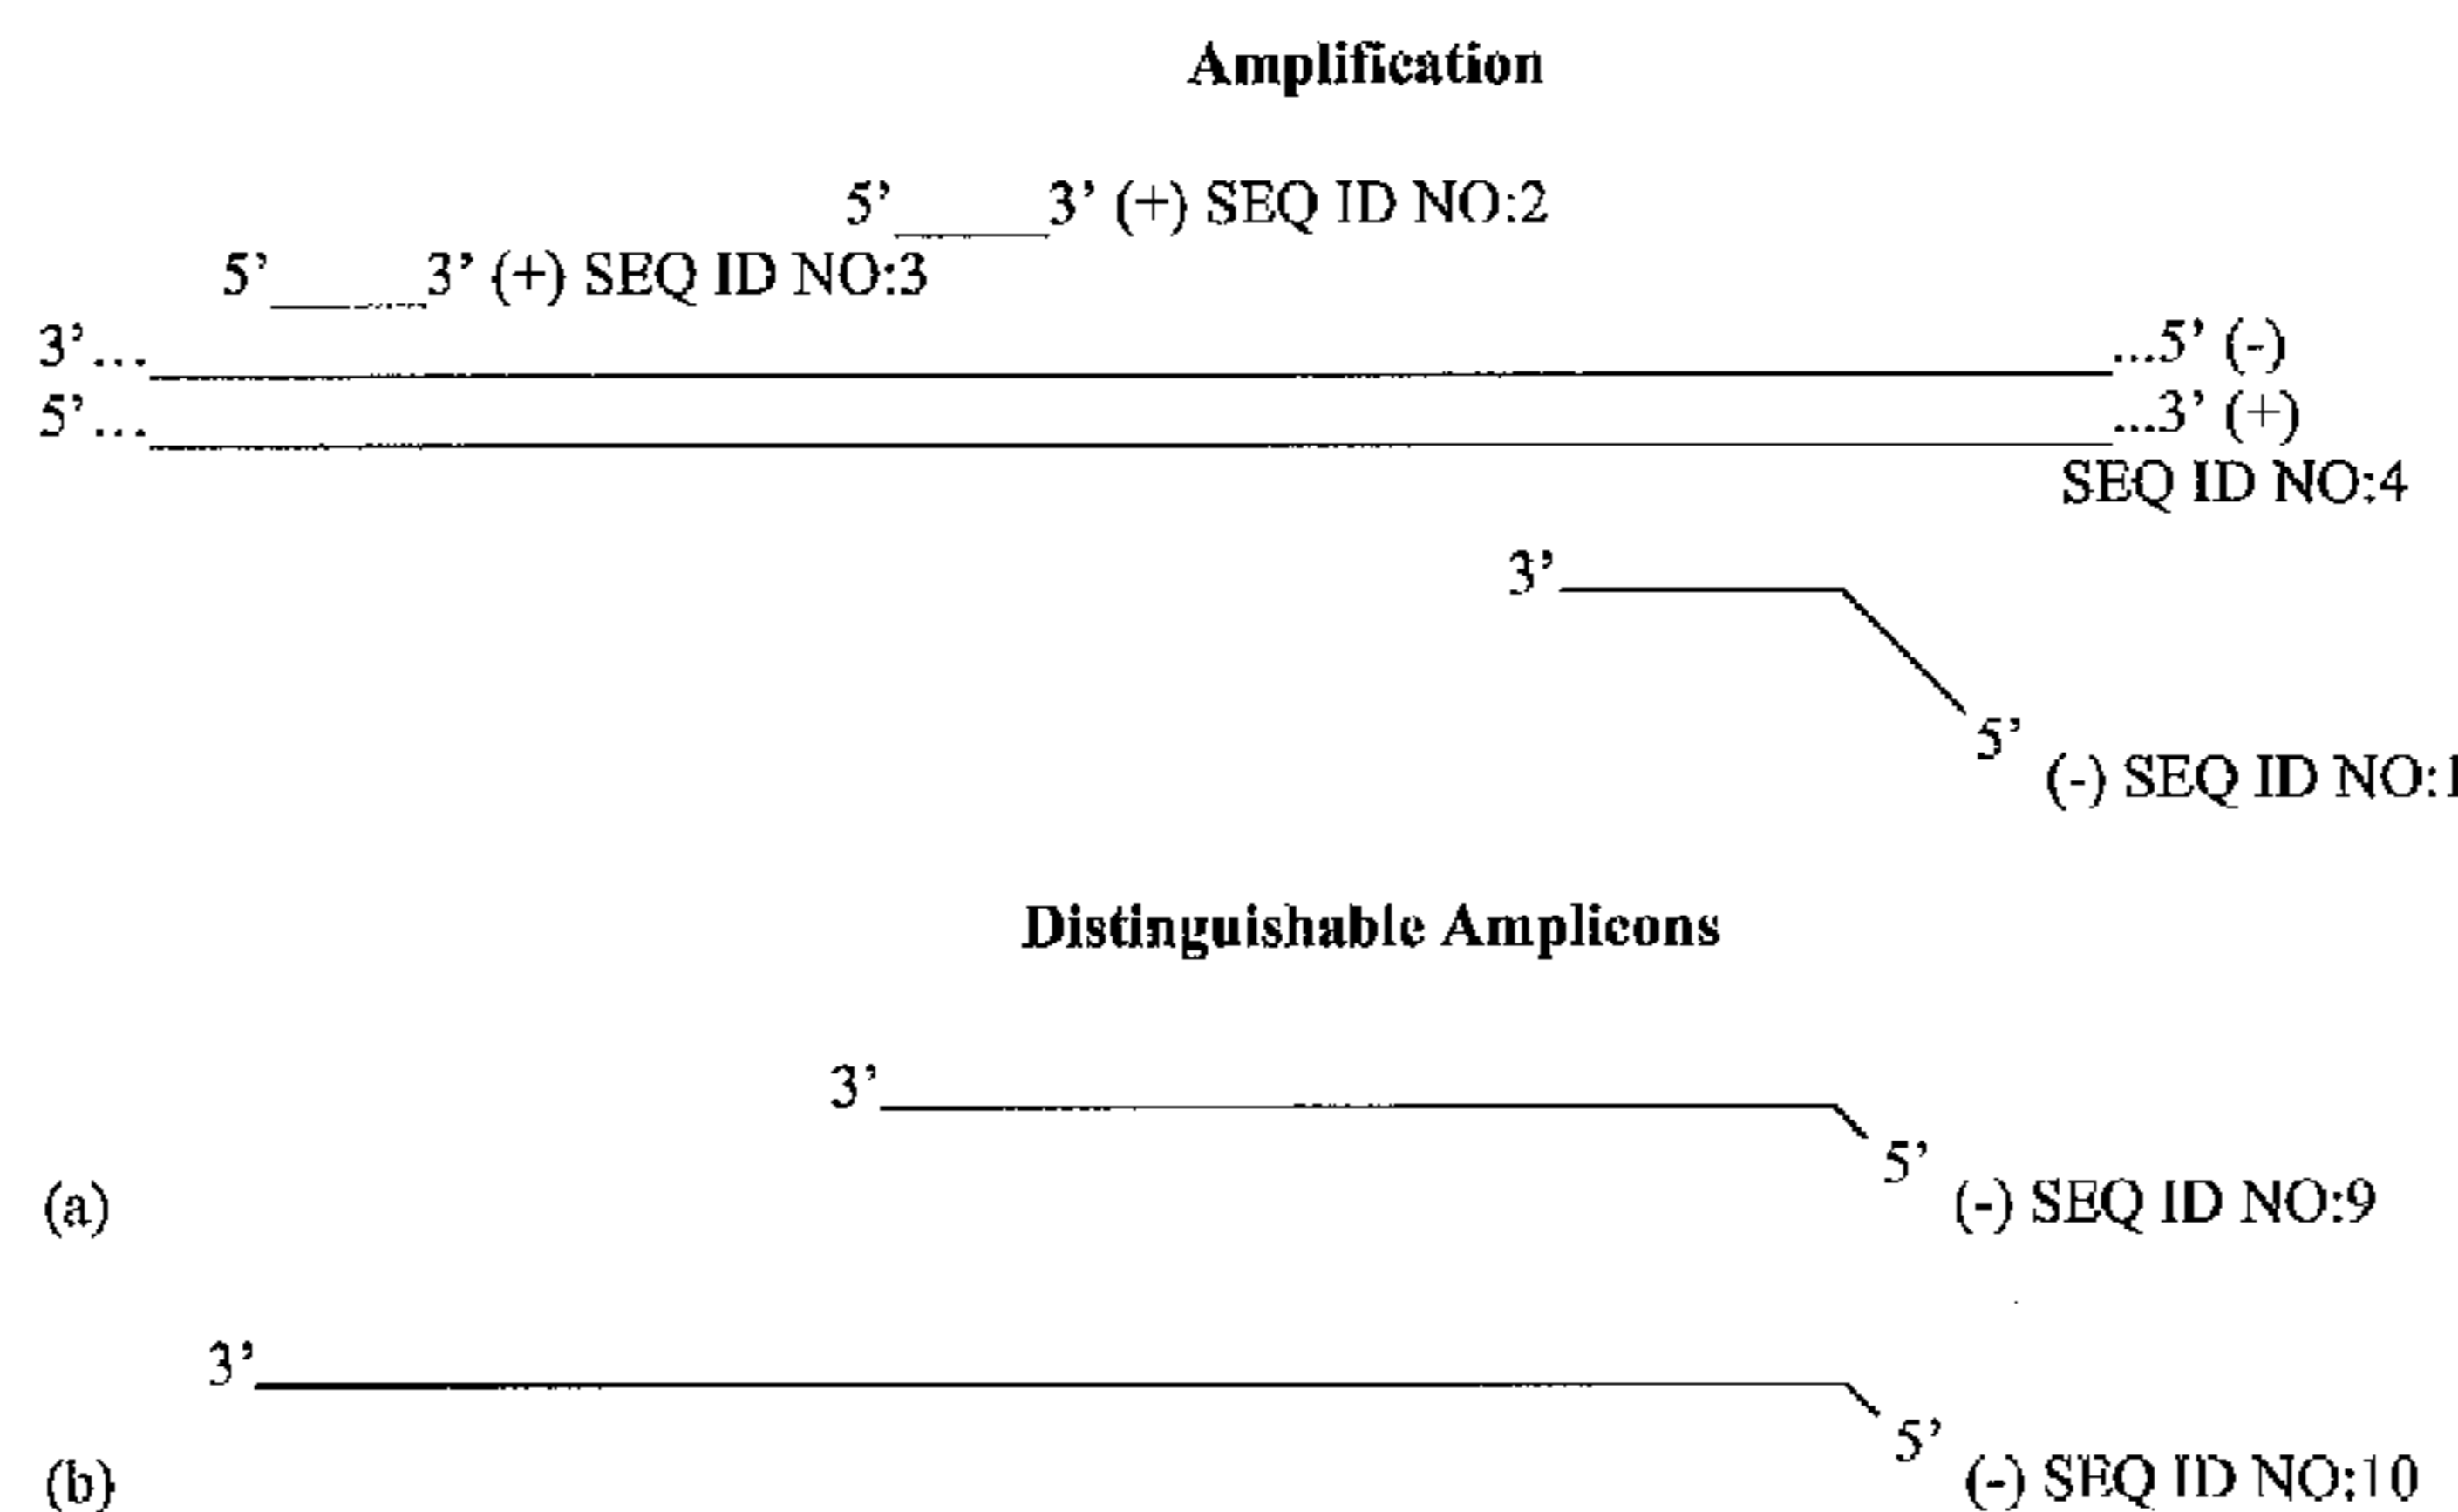 Amplification
5’ 3’ (+) SEQ ID NO:2
5’ 3’ (+) SEQ ID NO:3
3’... ...5’ (-)
5’... ...3’ (+)
SEQ ID NO:4
3’
5’
(-) SEQ ID NO:1
Distinguishable Amplicons
3’
5’
(a) (-) SEQ ID NO:9
3’
5’
(b) (-) SEQ ID NO:10